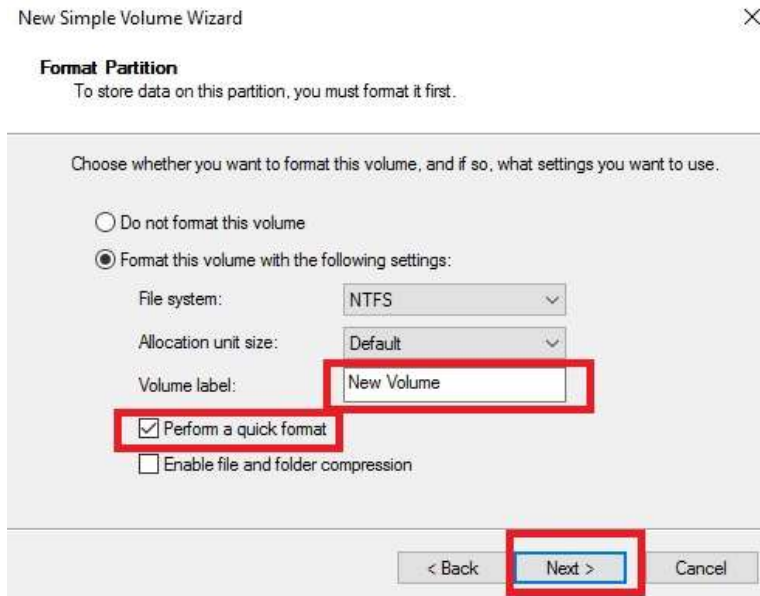 New Simple Volume Wizard
Format Partition
To store data on this partition, you must format it first.
Choose whether you want to format this volume, and if so, what settings you want to use.
Do not format this volume
Format this volume with the following settings:
File system: NTFS
Allocation unit size: Default
Volume label: New Volume
Perform a quick format
Enable file and folder compression
< Back Next > Cancel